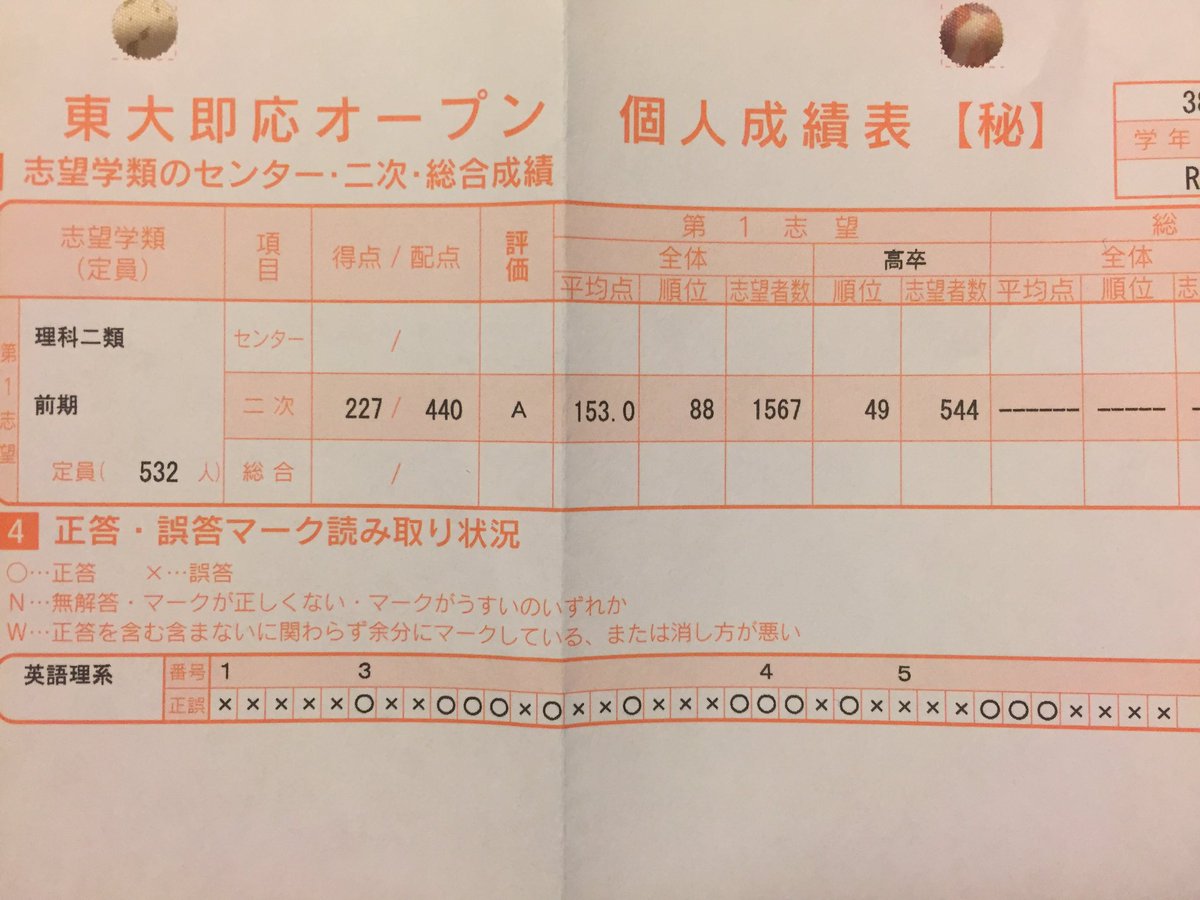 東大即応オープン 個人成績表【秘】
38
学年
R
志望学類のセンター・二次・総合成績
志望学類（定員） 項目 得点/配点 評価 第1志望 総
全体 高卒 全体
平均点 順位 志望者数 順位 志望者数 平均点 順位 志
第1志望
理科二類 センター /
前期 二次 227/ 440 A 153.0 88 1567 49 544 ------ -----
定員( 532 人) 総合 /
4 正答・誤答マーク読み取り状況
○…正答 ×…誤答
N…無解答・マークが正しくない・マークがうすいのいずれか
W…正答を含む含まないに関わらず余分にマークしている、または消し方が悪い
英語理系 番号 1 3 4 5
正誤 × × × × × ○ × × ○ ○ ○ × ○ × × ○ × × × ○ ○ ○ × ○ × × × × ○ ○ ○ × × × ×